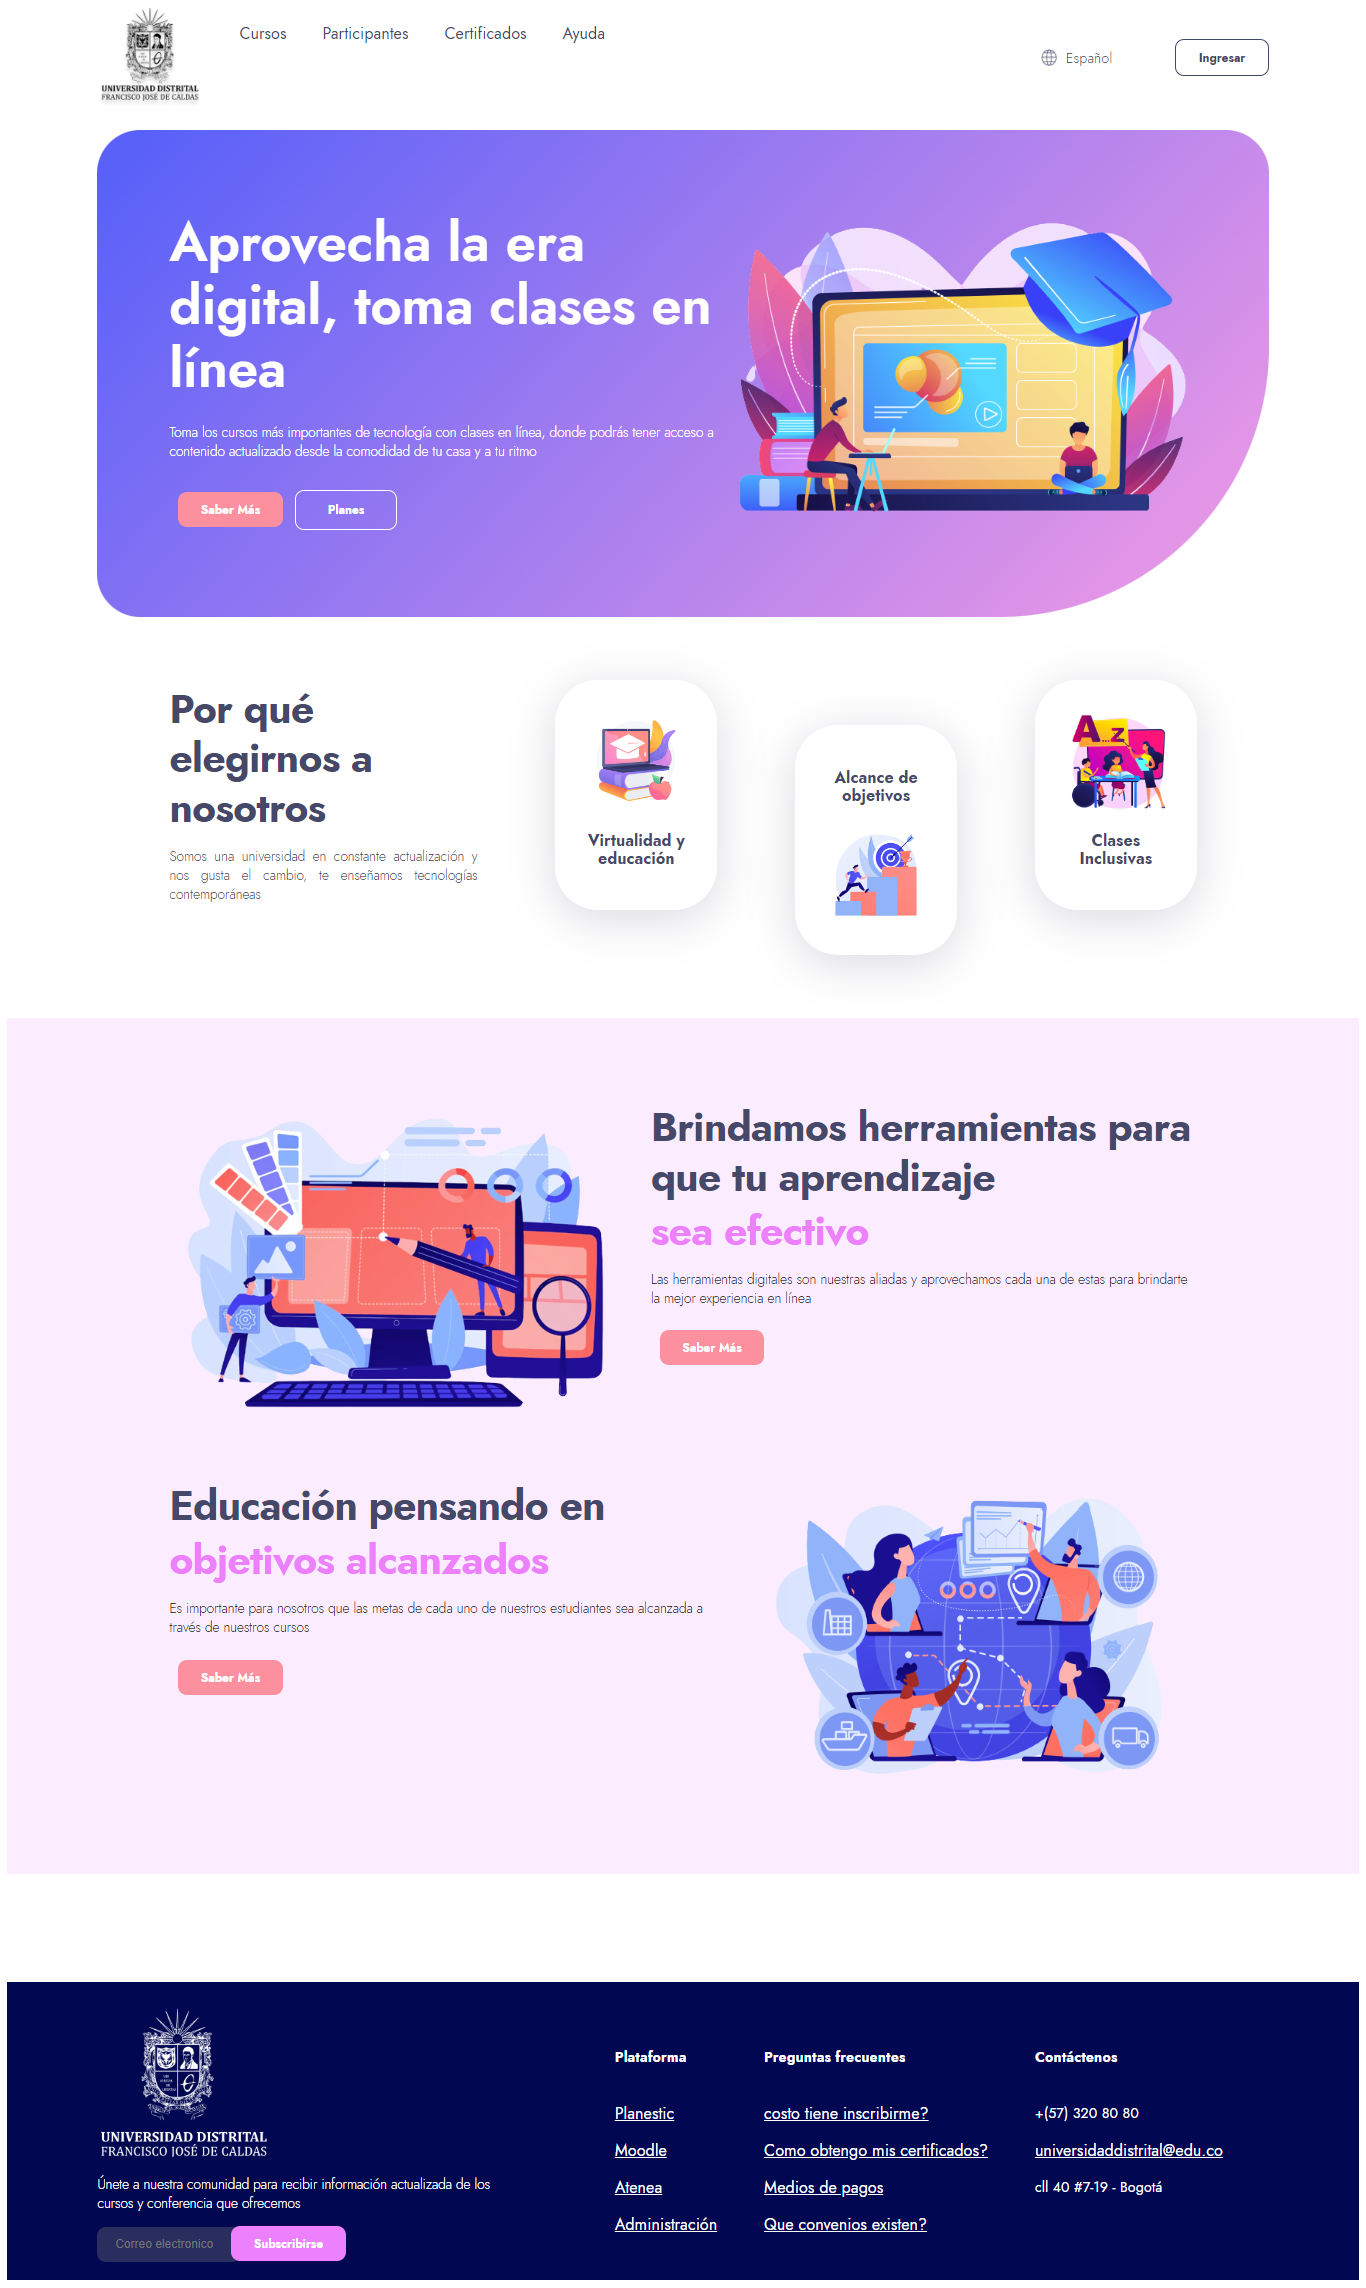 UNIVERSIDAD DISTRITAL
FRANCISCO JOSÉ DE CALDAS
Cursos
Participantes
Certificados
Ayuda
Español
Ingresar
Aprovecha la era
digital, toma clases en
línea
Toma los cursos más importantes de tecnología con clases en línea, donde podrás tener acceso a
contenido actualizado desde la comodidad de tu casa y a tu ritmo
Saber Más
Planes
Por qué
elegirnos a
nosotros
Somos una universidad en constante actualización y
nos gusta el cambio, te enseñamos tecnologías
contemporáneas
Virtualidad y
educación
Alcance de
objetivos
A...z
Clases
Inclusivas
Brindamos herramientas para
que tu aprendizaje
sea efectivo
Las herramientas digitales son nuestras aliadas y aprovechamos cada una de estas para brindarte
la mejor experiencia en línea
Saber Más
Educación pensando en
objetivos alcanzados
Es importante para nosotros que las metas de cada uno de nuestros estudiantes sea alcanzada a
través de nuestros cursos
Saber Más
UNIVERSIDAD DISTRITAL
FRANCISCO JOSÉ DE CALDAS
Únete a nuestra comunidad para recibir información actualizada de los
cursos y conferencia que ofrecemos
Correo electronico
Subscribirse
Plataforma
Planestic
Moodle
Atenea
Administración
Preguntas frecuentes
costo tiene inscribirme?
Como obtengo mis certificados?
Medios de pagos
Que convenios existen?
Contáctenos
+(57) 320 80 80
universidaddistrital@edu.co
cll 40 #7-19 - Bogotá